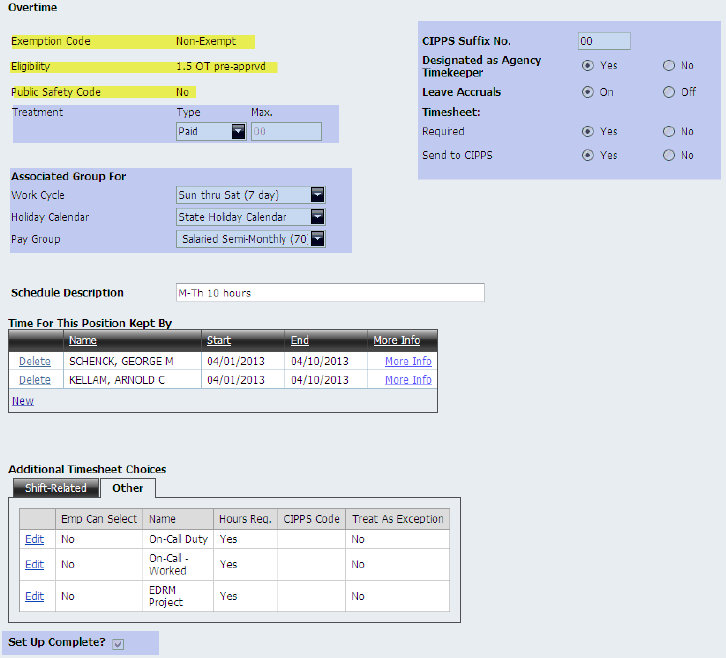 Overtime
Exemption Code Non-Exempt
Eligibility 1.5 OT pre-apprvd
Public Safety Code No
Treatment Type Max.
Paid 00
Associated Group For
Work Cycle Sun thru Sat (7 day)
Holiday Calendar State Holiday Calendar
Pay Group Salaried Semi-Monthly (70
CIPPS Suffix No. 00
Designated as Agency
Timekeeper Yes No
Leave Accruals On Off
Timesheet:
Required Yes No
Send to CIPPS Yes No
Schedule Description M-Th 10 hours
Time For This Position Kept By
Name Start End More Info
Delete SCHENCK, GEORGE M 04/01/2013 04/10/2013 More Info
Delete KELLAM, ARNOLD C 04/01/2013 04/10/2013 More Info
New
Additional Timesheet Choices
Shift-Related Other
Emp Can Select Name Hours Req. CIPPS Code Treat As Exception
Edit No On-Call Duty Yes No
Edit No On-Call -
Worked Yes No
Edit No EDRM
Project Yes No
Set Up Complete?